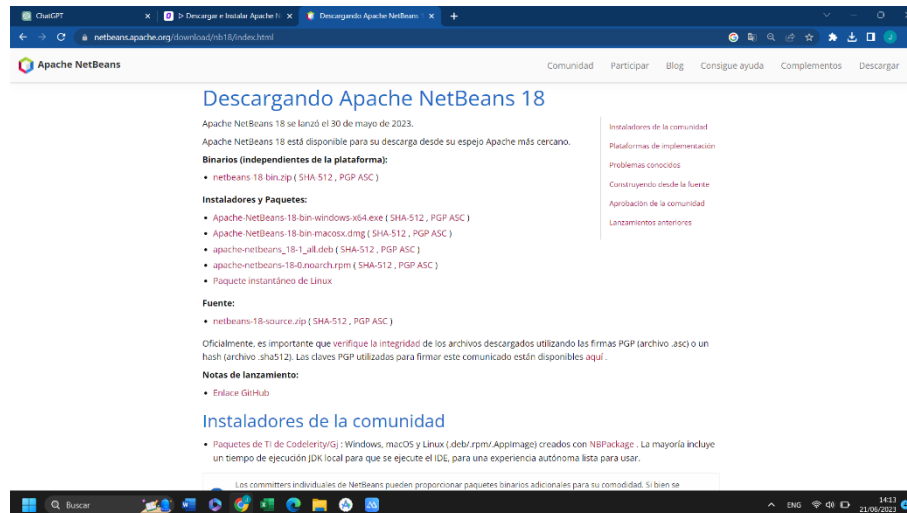 ChatGPT
Descargar e Instalar Apache N
Descargando Apache NetBeans
netbeans.apache.org/download/nb18/index.html
Apache NetBeans
Comunidad Participar Blog Consigue ayuda Complementos Descargar
Descargando Apache NetBeans 18
Apache NetBeans 18 se lanzó el 30 de mayo de 2023.
Apache NetBeans 18 está disponible para su descarga desde su espejo Apache más cercano.
Binarios (independientes de la plataforma):
• netbeans-18-bin.zip ( SHA-512 , PGP ASC )
Instaladores y Paquetes:
• Apache-NetBeans-18-bin-windows-x64.exe ( SHA-512 , PGP ASC )
• Apache-NetBeans-18-bin-macosx.dmg ( SHA-512 , PGP ASC )
• apache-netbeans_18-1_all.deb ( SHA-512 , PGP ASC )
• apache-netbeans-18-0.noarch.rpm ( SHA-512 , PGP ASC )
• Paquete instantáneo de Linux
Fuente:
• netbeans-18-source.zip ( SHA-512 , PGP ASC )
Oficialmente, es importante que verifique la integridad de los archivos descargados utilizando las firmas PGP (archivo .asc) o un
hash (archivo .sha512). Las claves PGP utilizadas para firmar este comunicado están disponibles aquí .
Notas de lanzamiento:
• Enlace GitHub
Instaladores de la comunidad
Plataformas de implementación
Problemas conocidos
Construyendo desde la fuente
Aprobación de la comunidad
Lanzamientos anteriores
Instaladores de la comunidad
• Paquetes de TI de Codelerity/Gj : Windows, macOS y Linux (.deb/.rpm/.AppImage) creados con NBPackage . La mayoría incluye
un tiempo de ejecución JDK local para que se ejecute el IDE, para una experiencia autónoma lista para usar.
Los committers individuales de NetBeans pueden proporcionar paquetes binarios adicionales para su comodidad. Si bien se
Buscar
ENG
14:13
21/06/2023